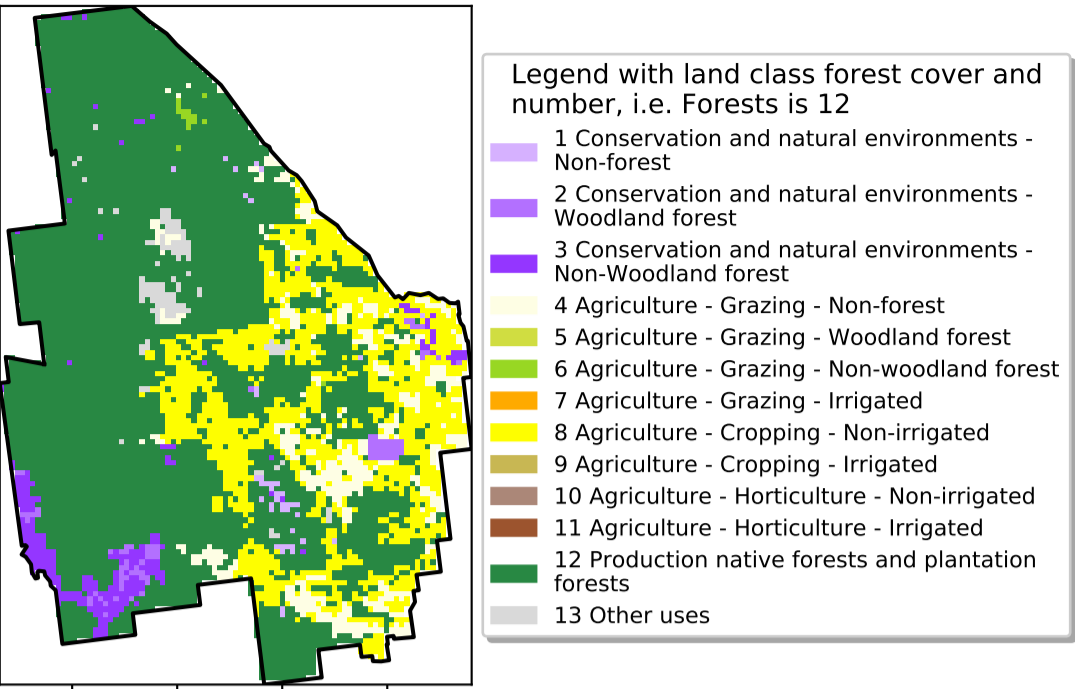 Legend with land class forest cover and
number, i.e. Forests is 12
1 Conservation and natural environments -
Non-forest
2 Conservation and natural environments -
Woodland forest
3 Conservation and natural environments -
Non-Woodland forest
4 Agriculture - Grazing - Non-forest
5 Agriculture - Grazing - Woodland forest
6 Agriculture - Grazing - Non-woodland forest
7 Agriculture - Grazing - Irrigated
8 Agriculture - Cropping - Non-irrigated
9 Agriculture - Cropping - Irrigated
10 Agriculture - Horticulture - Non-irrigated
11 Agriculture - Horticulture - Irrigated
12 Production native forests and plantation
forests
13 Other uses